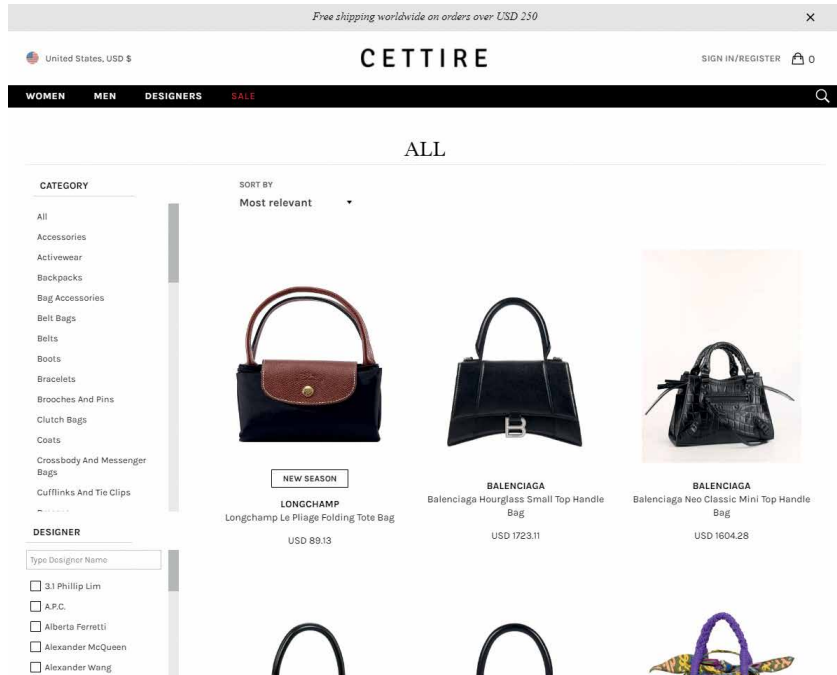 Free shipping worldwide on orders over USD 250
×
United States, USD $
CETTIRE
SIGN IN/REGISTER
0
WOMEN MEN DESIGNERS SALE
ALL
CATEGORY
All
Accessories
Activewear
Backpacks
Bag Accessories
Belt Bags
Belts
Boots
Bracelets
Brooches And Pins
Clutch Bags
Coats
Crossbody And Messenger
Bags
Cufflinks And Tie Clips
DESIGNER
Type Designer Name
3.1 Phillip Lim
A.P.C.
Alberta Ferretti
Alexander McQueen
Alexander Wang
SORT BY
Most relevant
NEW SEASON
LONGCHAMP
Longchamp Le Pliage Folding Tote Bag
USD 89.13
B
BALENCIAGA
Balenciaga Hourglass Small Top Handle
Bag
USD 1723.11
BALENCIAGA
Balenciaga Neo Classic Mini Top Handle
Bag
USD 1604.28